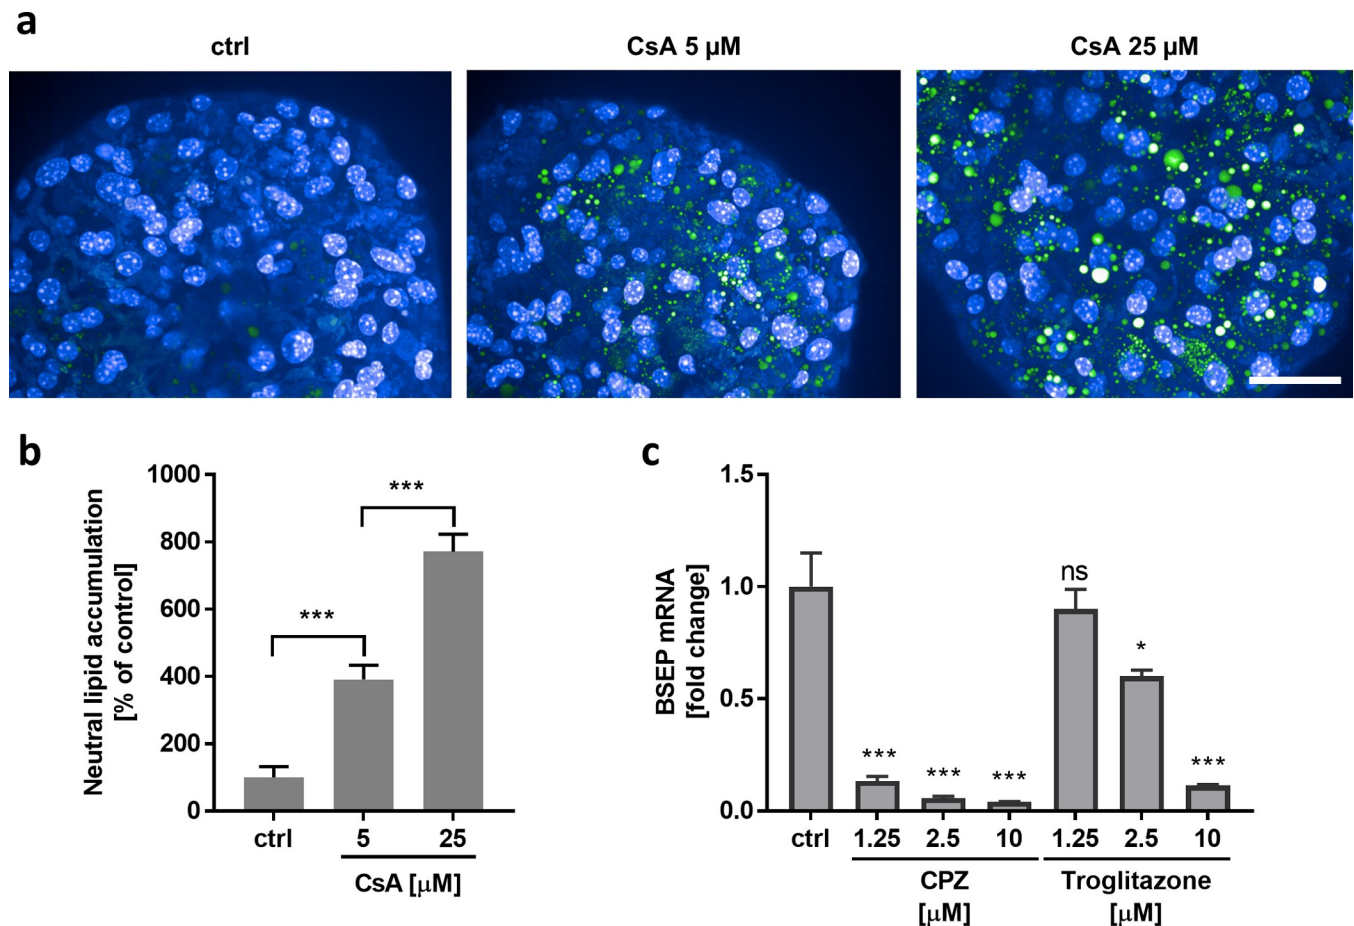 a
ctrl
CsA 5 µM
CsA 25 µM
b
Neutral lipid accumulation
[% of control]
1000
800
600
400
200
0
***
***
ctrl
5
25
CsA [µM]
c
BSEP mRNA
[fold change]
1.5
1.0
0.5
0.0
***
***
***
ns
*
***
ctrl
1.25
2.5
10
1.25
2.5
10
CPZ
[µM]
Troglitazone
[µM]